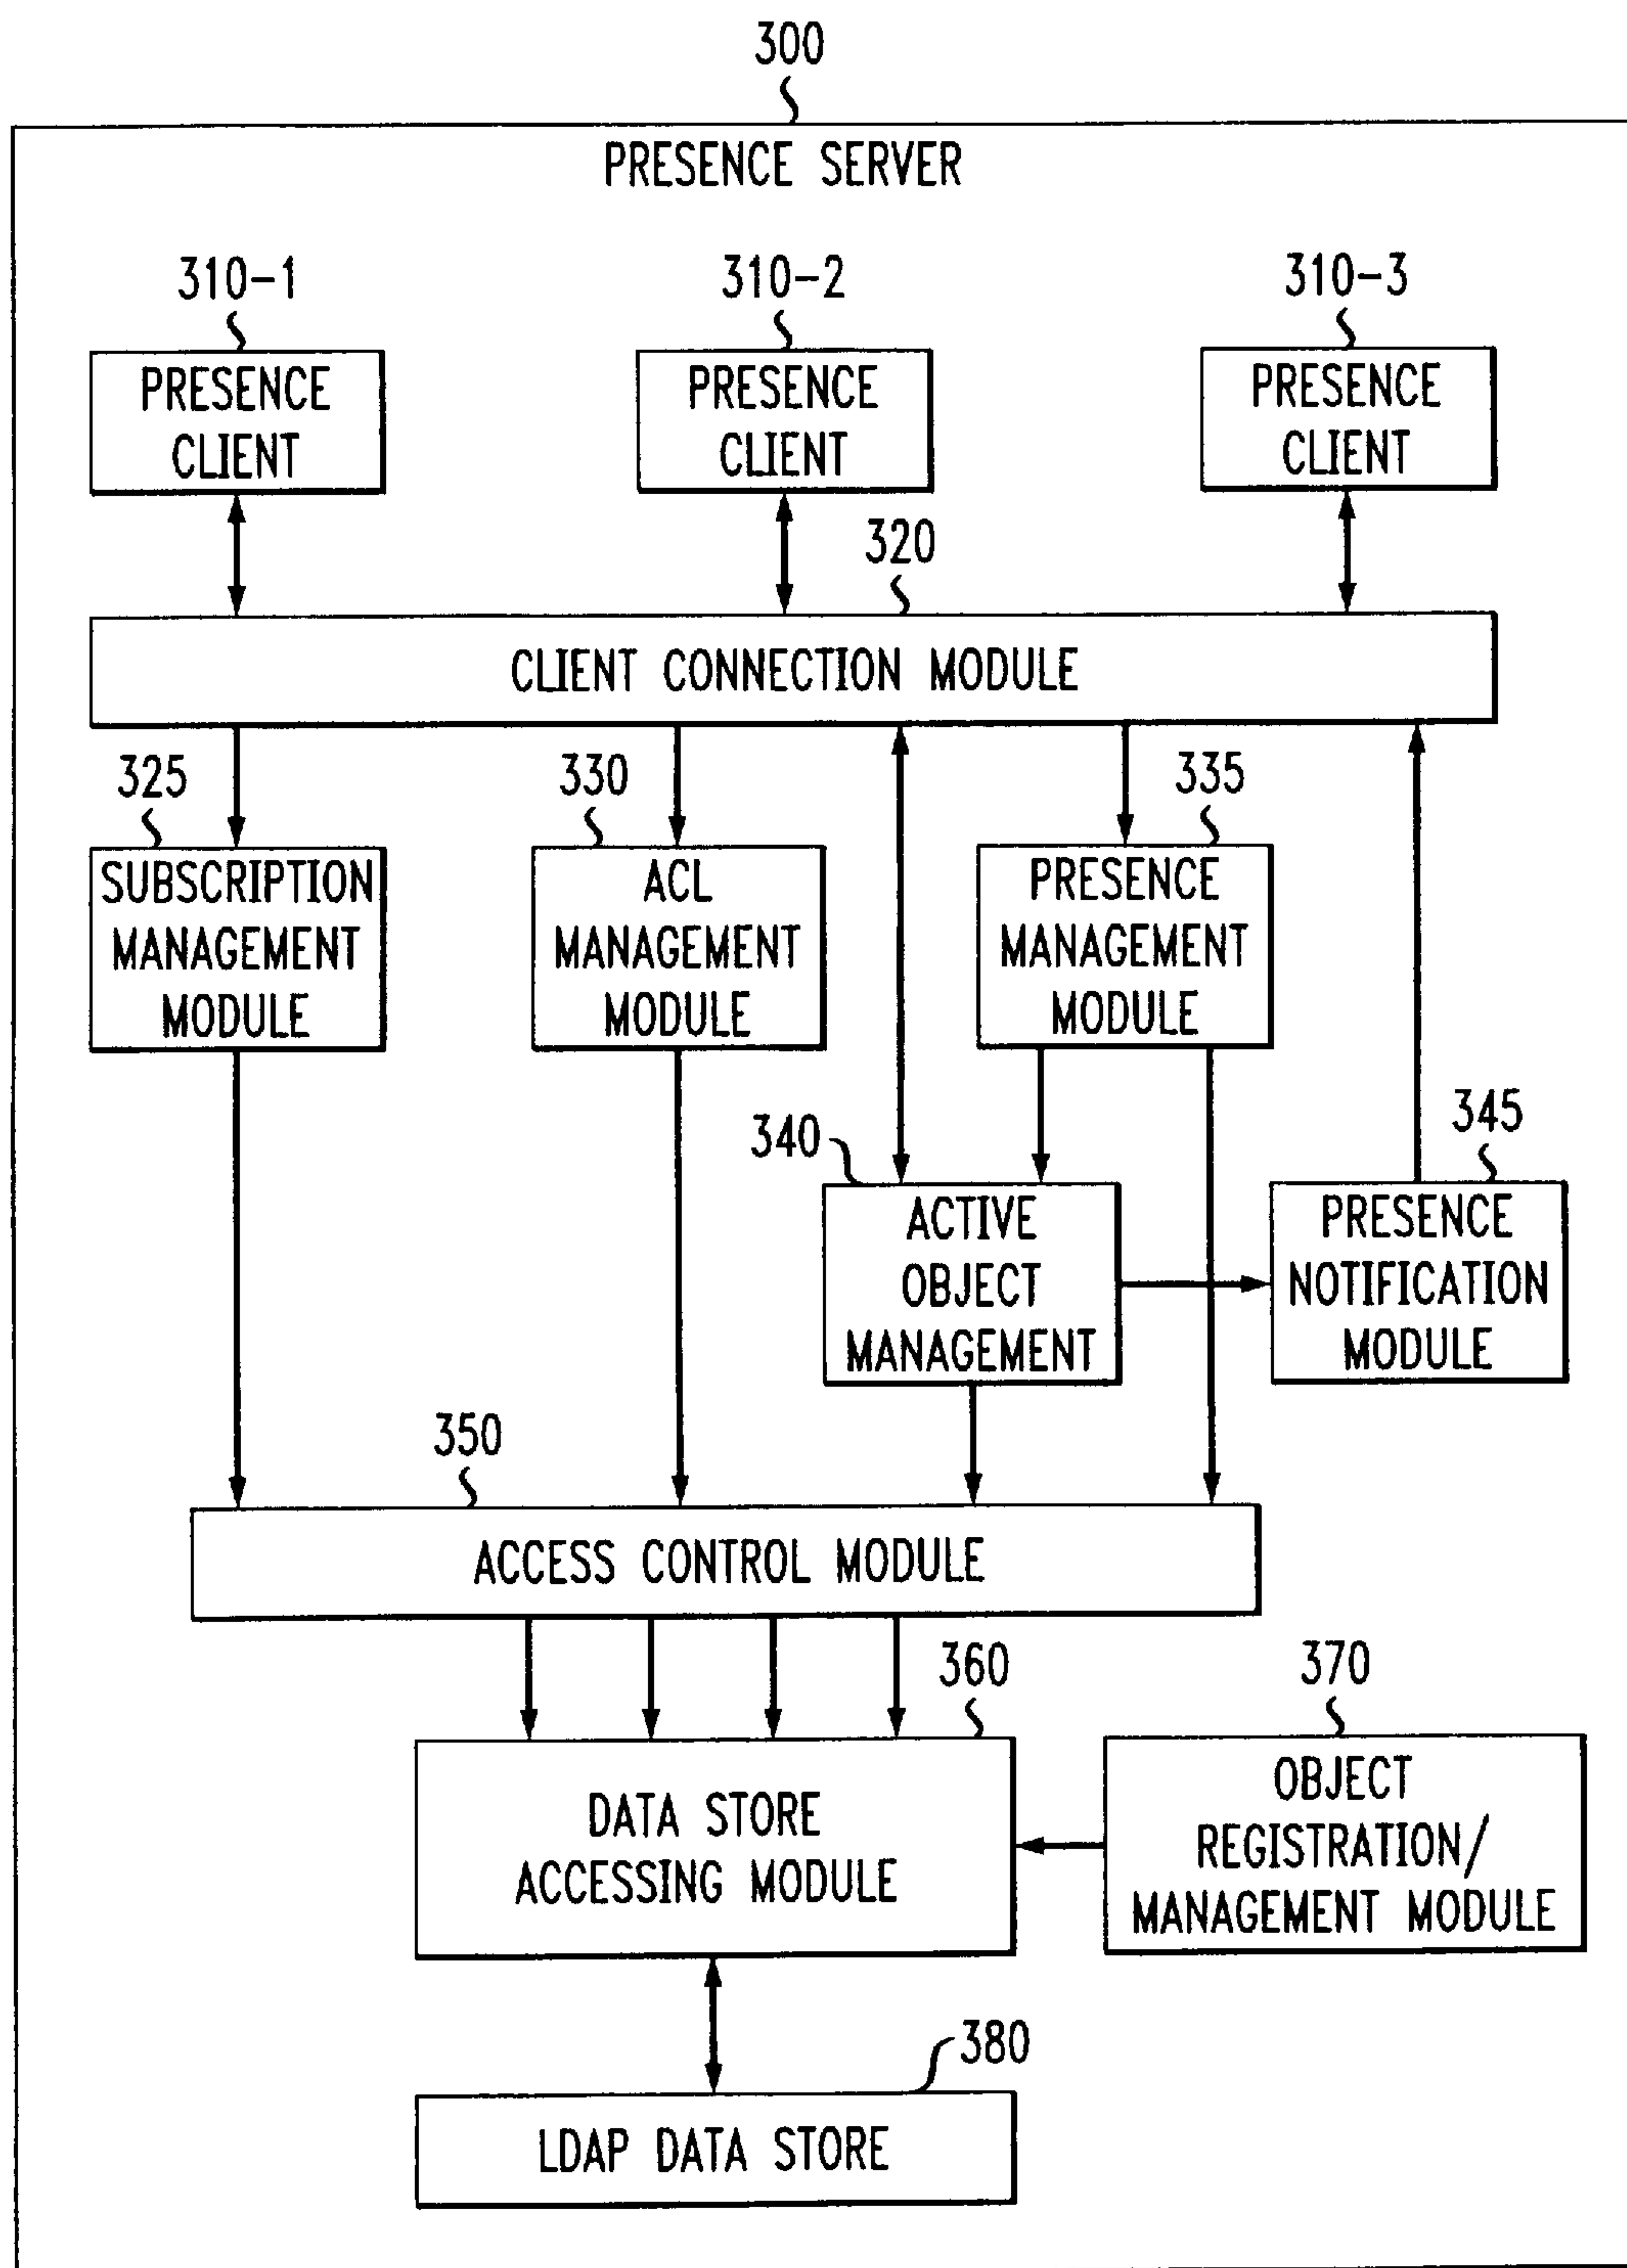 300
PRESENCE SERVER
310-1
310-2
310-3
PRESENCE
CLIENT
PRESENCE
CLIENT
PRESENCE
CLIENT
320
CLIENT CONNECTION MODULE
325
330
335
SUBSCRIPTION
MANAGEMENT
MODULE
ACL
MANAGEMENT
MODULE
PRESENCE
MANAGEMENT
MODULE
340
345
ACTIVE
OBJECT
MANAGEMENT
PRESENCE
NOTIFICATION
MODULE
350
ACCESS CONTROL MODULE
360
370
DATA STORE
ACCESSING MODULE
OBJECT
REGISTRATION/
MANAGEMENT MODULE
380
LDAP DATA STORE